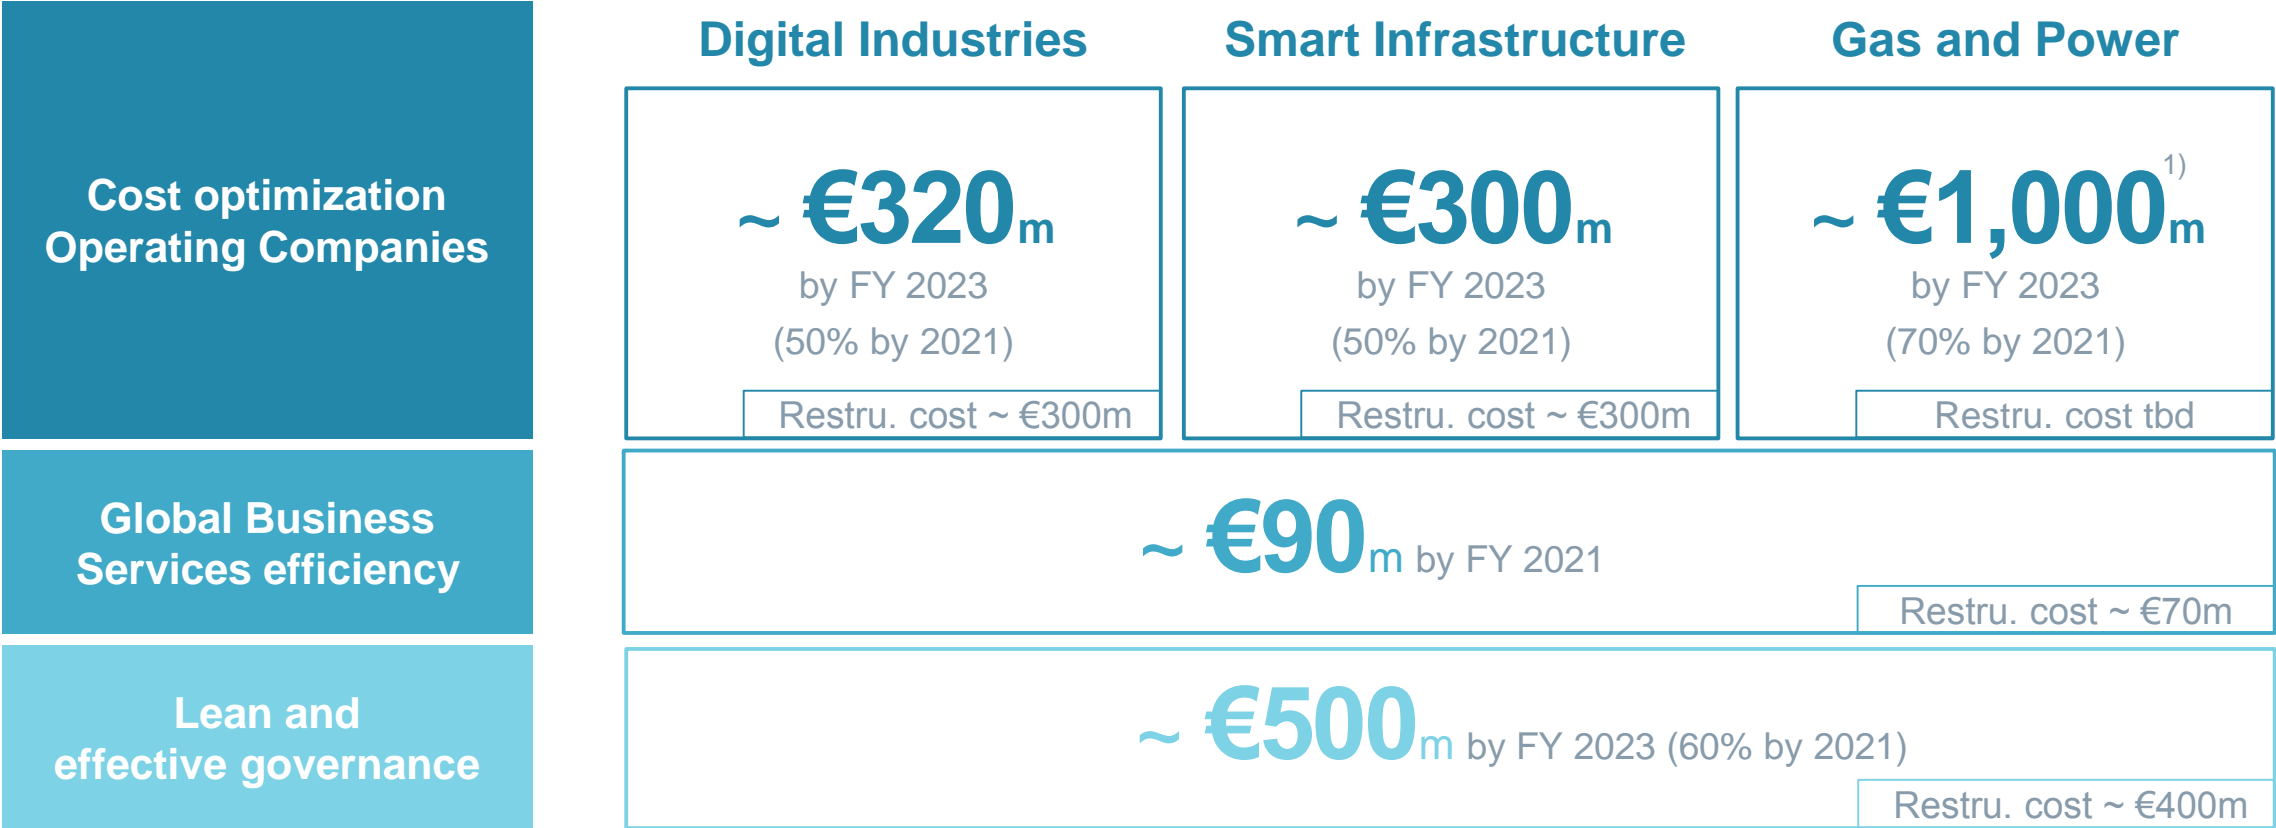 Digital Industries
Smart Infrastructure
Gas and Power
Cost optimization
Operating Companies
~ €320m
by FY 2023
(50% by 2021)
Restru. cost ~ €300m
~ €300m
by FY 2023
(50% by 2021)
Restru. cost ~ €300m
~ €1,000m 1)
by FY 2023
(70% by 2021)
Restru. cost tbd
Global Business
Services efficiency
~ €90m by FY 2021
Restru. cost ~ €70m
Lean and
effective governance
~ €500m by FY 2023 (60% by 2021)
Restru. cost ~ €400m